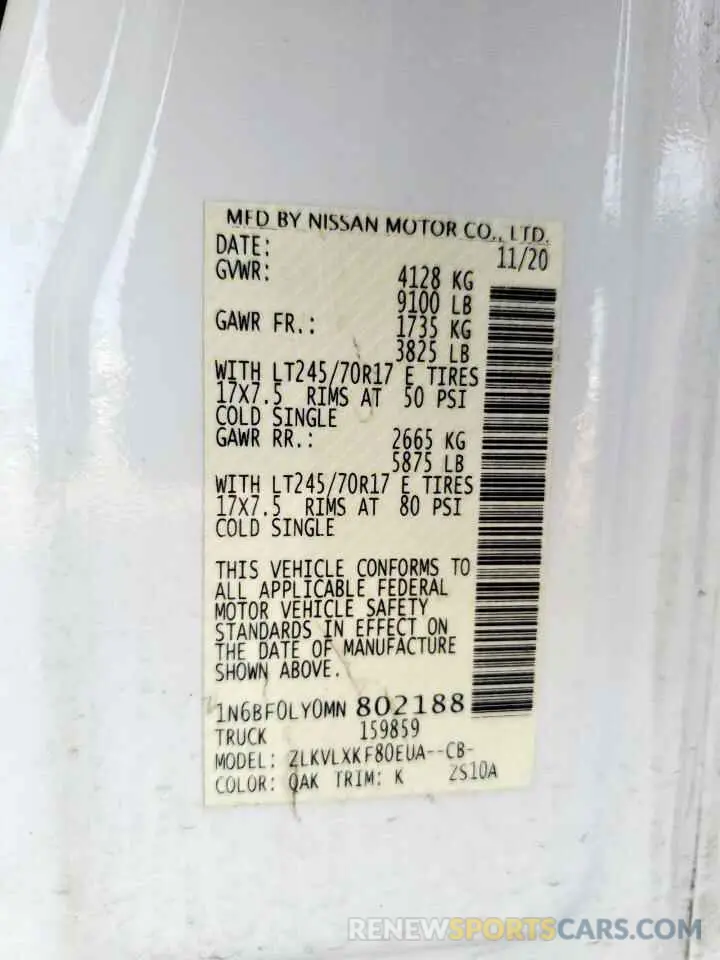 MFD BY NISSAN MOTOR CO., LTD.
DATE: 11/20
GVWR: 4128 KG
9100 LB
GAWR FR.: 1735 KG
3825 LB
WITH LT245/70R17 E TIRES
17X7.5 RIMS AT 50 PSI
COLD SINGLE
GAWR RR.: 2665 KG
5875 LB
WITH LT245/70R17 E TIRES
17X7.5 RIMS AT 80 PSI
COLD SINGLE
THIS VEHICLE CONFORMS TO
ALL APPLICABLE FEDERAL
MOTOR VEHICLE SAFETY
STANDARDS IN EFFECT ON
THE DATE OF MANUFACTURE
SHOWN ABOVE.
1N6BF0LY0MN 802188
TRUCK 159859
MODEL: ZLKVLXKF80EUA--CB-
COLOR: QAK TRIM: K ZS10A
RENEWSPORTSCARS.COM